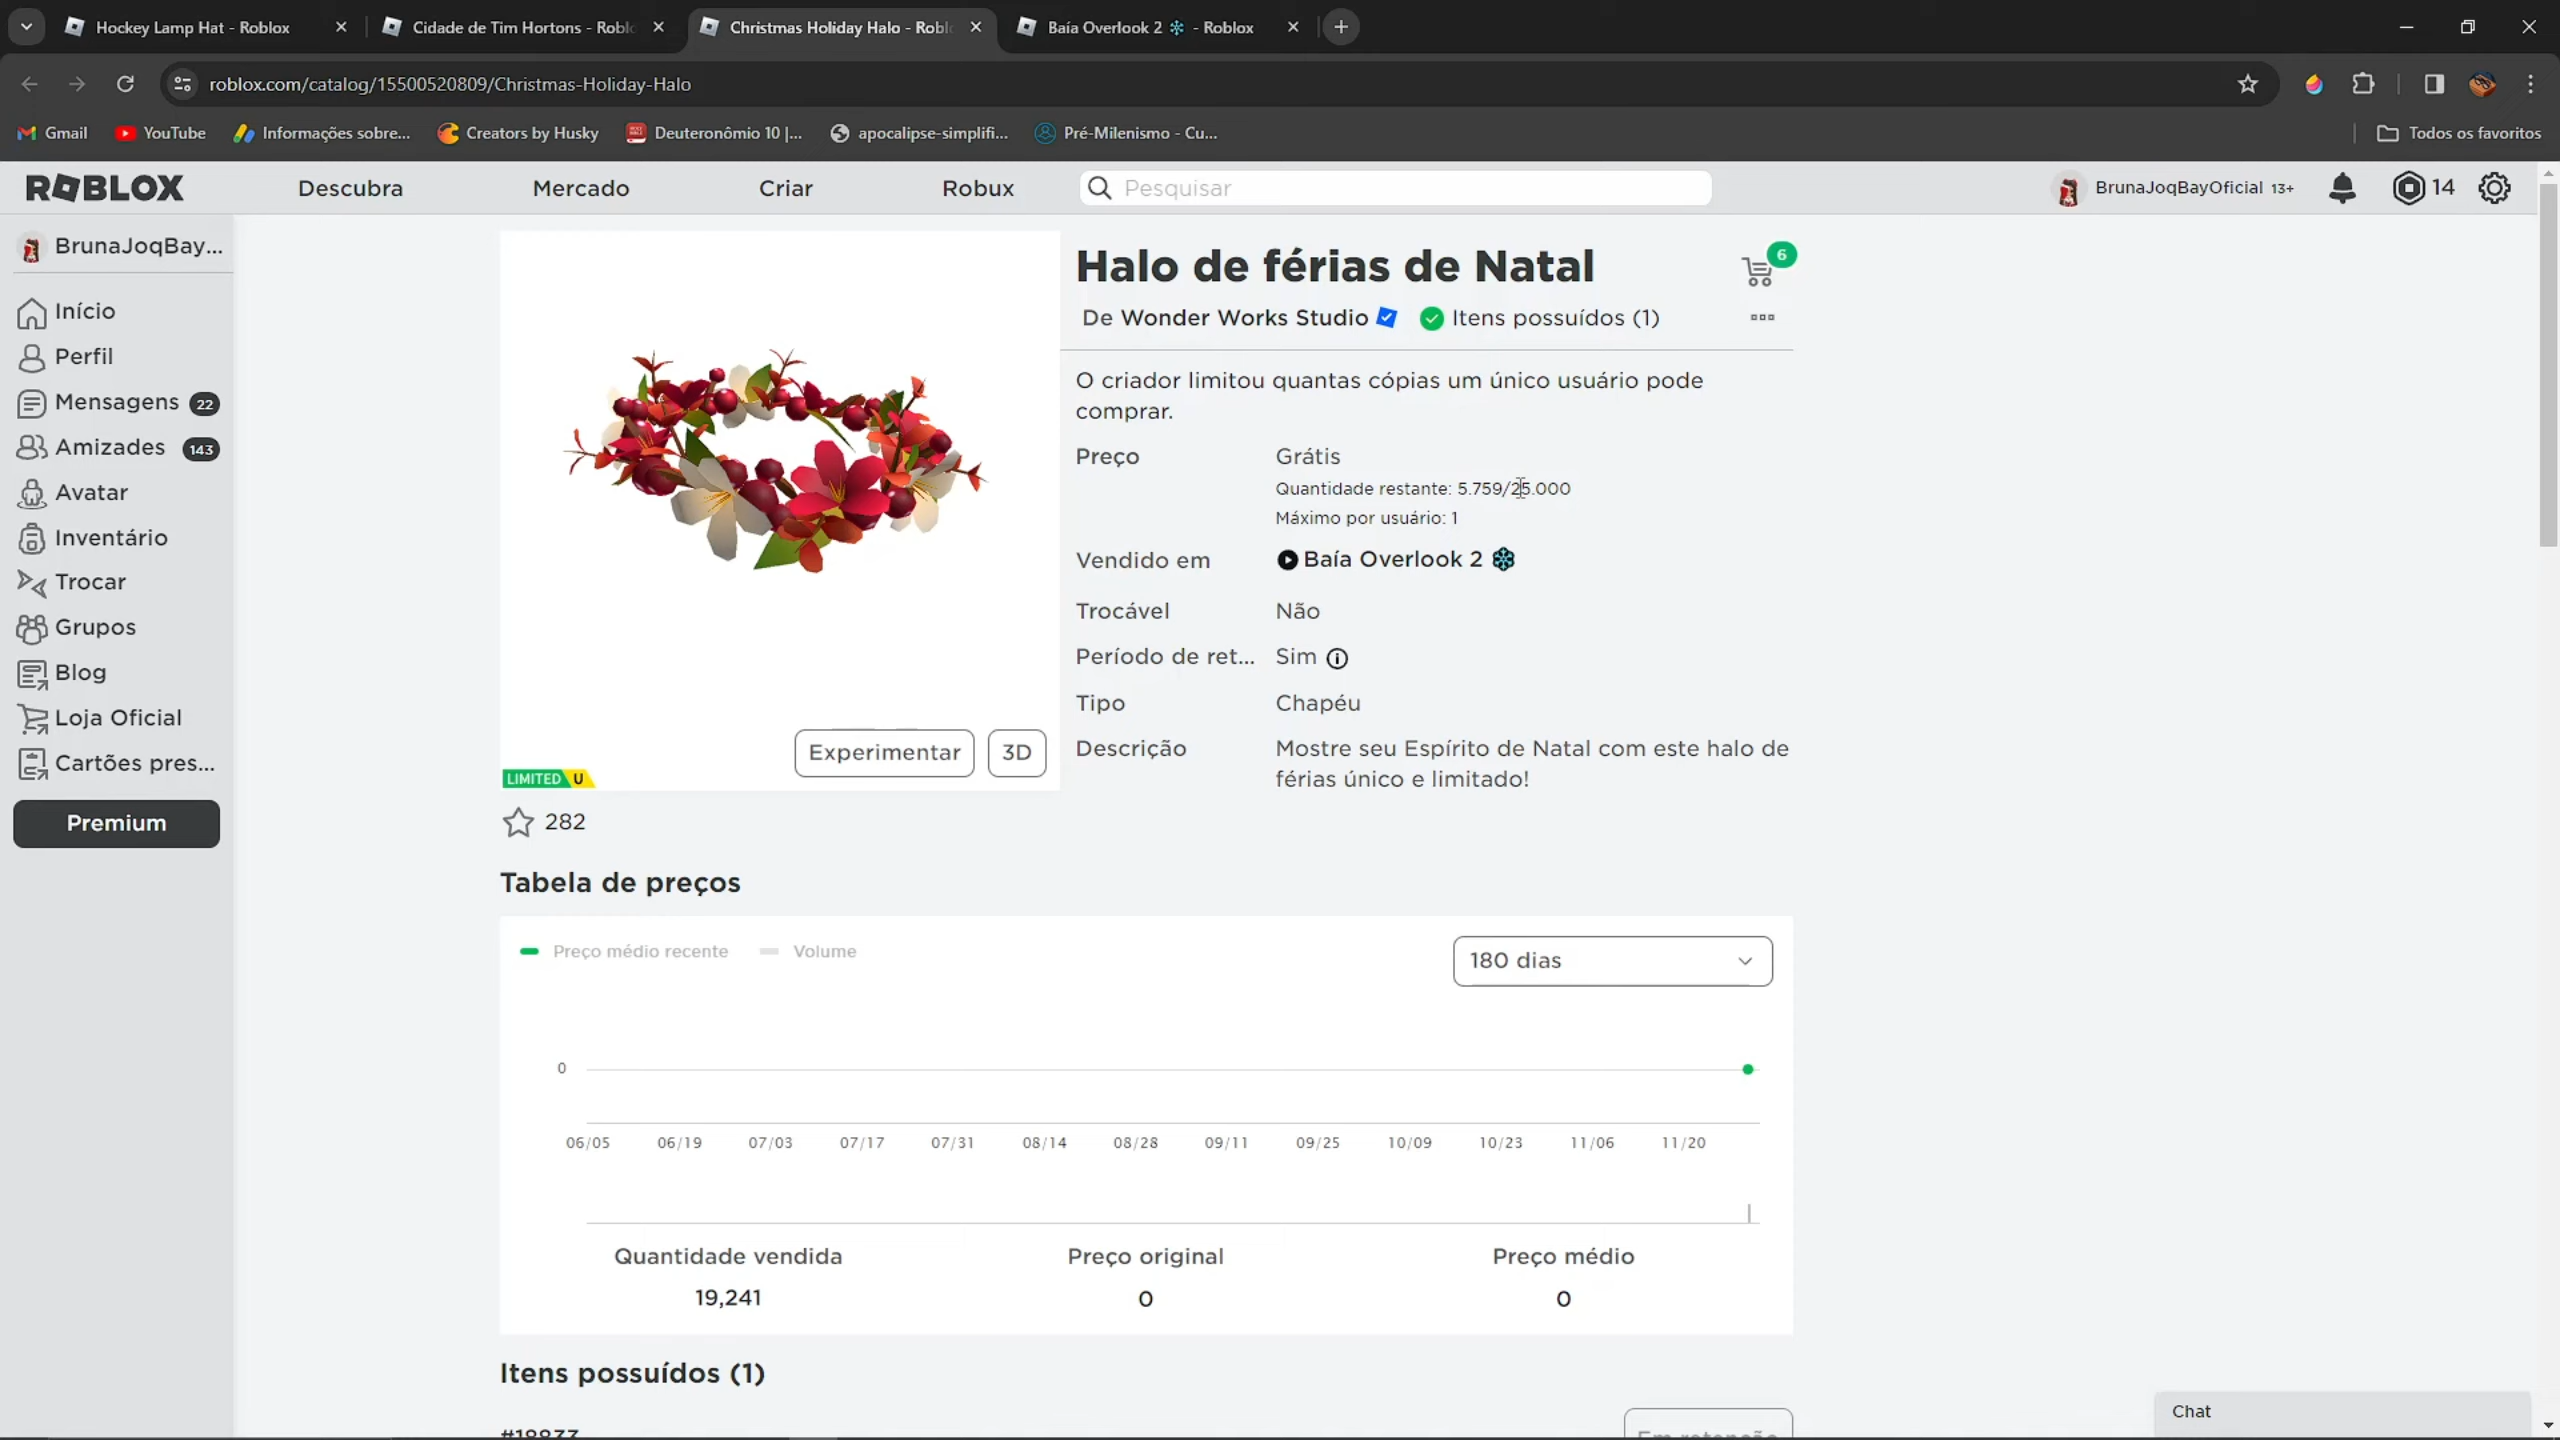 Hockey Lamp Hat - Roblox
Cidade de Tim Hortons - Roblo
Christmas Holiday Halo - Roblo
Baía Overlook 2 ❄ - Roblox
roblox.com/catalog/15500520809/Christmas-Holiday-Halo
Gmail
YouTube
Informações sobre...
Creators by Husky
Deuteronômio 10 |...
apocalipse-simplifi...
Pré-Milenismo - Cu...
Todos os favoritos
ROBLOX
Descubra
Mercado
Criar
Robux
Pesquisar
BrunaJoqBayOficial 13+
14
BrunaJoqBay...
Início
Perfil
Mensagens 22
Amizades 143
Avatar
Inventário
Trocar
Grupos
Blog
Loja Oficial
Cartões pres...
Premium
Halo de férias de Natal
6
De Wonder Works Studio
Itens possuídos (1)
O criador limitou quantas cópias um único usuário pode
comprar.
Preço
Grátis
Quantidade restante: 5.759/25.000
Máximo por usuário: 1
Vendido em
Baía Overlook 2 ❄
Trocável
Não
Período de ret...
Sim
Tipo
Chapéu
Descrição
Mostre seu Espírito de Natal com este halo de
férias único e limitado!
Experimentar
3D
LIMITED U
282
Tabela de preços
Preço médio recente
Volume
180 dias
0
06/05 06/19 07/03 07/17 07/31 08/14 08/28 09/11 09/25 10/09 10/23 11/06 11/20
Quantidade vendida
19,241
Preço original
0
Preço médio
0
Itens possuídos (1)
#18833
Em retenção
Chat